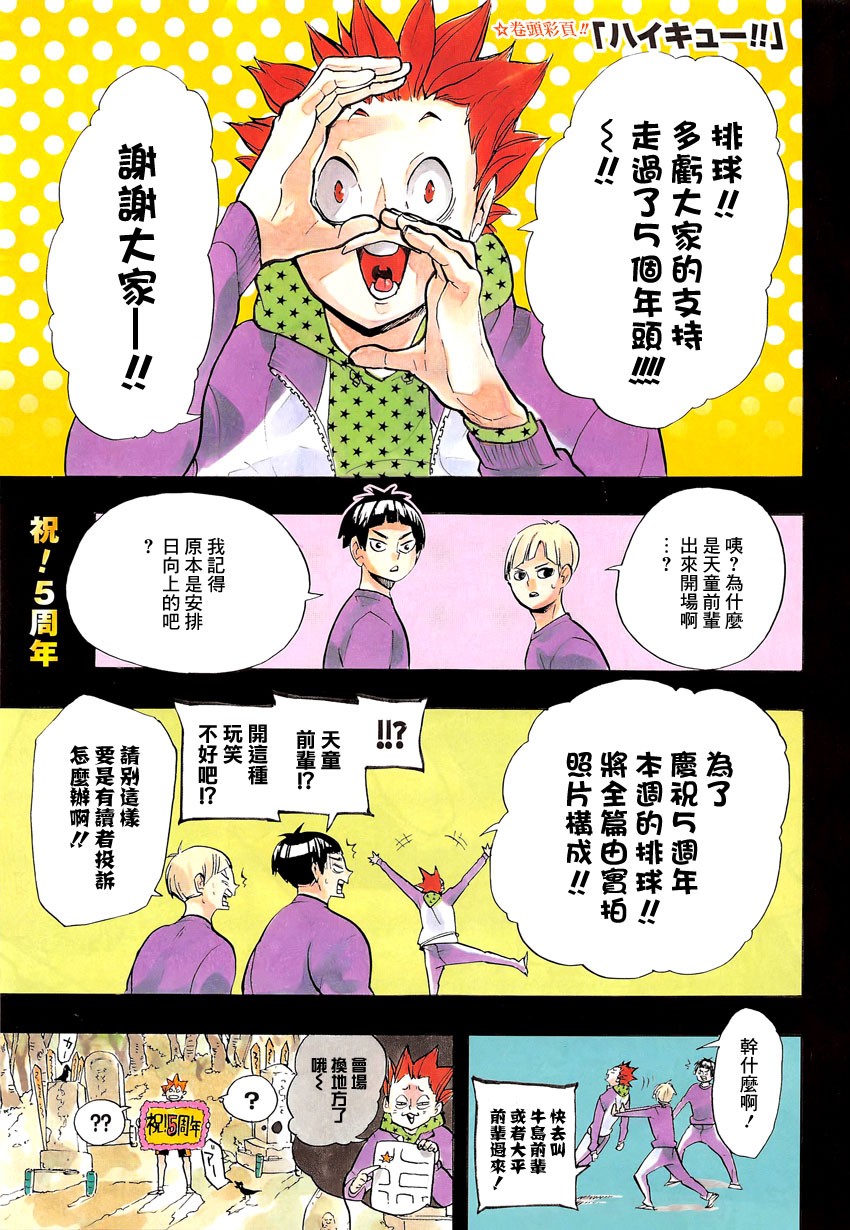 ☆卷頭彩頁!!
「ハイキュー!!」
排球!!
多虧大家的支持
走過了5個年頭!!!!!
～!!
謝謝大家ー!!
祝!5周年
咦?為什麼
是天童前輩
出來開場啊
…?
我記得
原本是安排
日向上的吧
?
為了
慶祝5週年
本週的排球!!
將全篇由實拍
照片構成!!
!!?
天童
前輩!?
開這種
玩笑
不好吧!?
請別這樣
要是有讀者投訴
怎麼辦啊!!
幹什麼啊!
快去叫
牛島前輩
或者大平
前輩過來!
會場
換地方了
哦～
カー
?
??
祝!!5周年